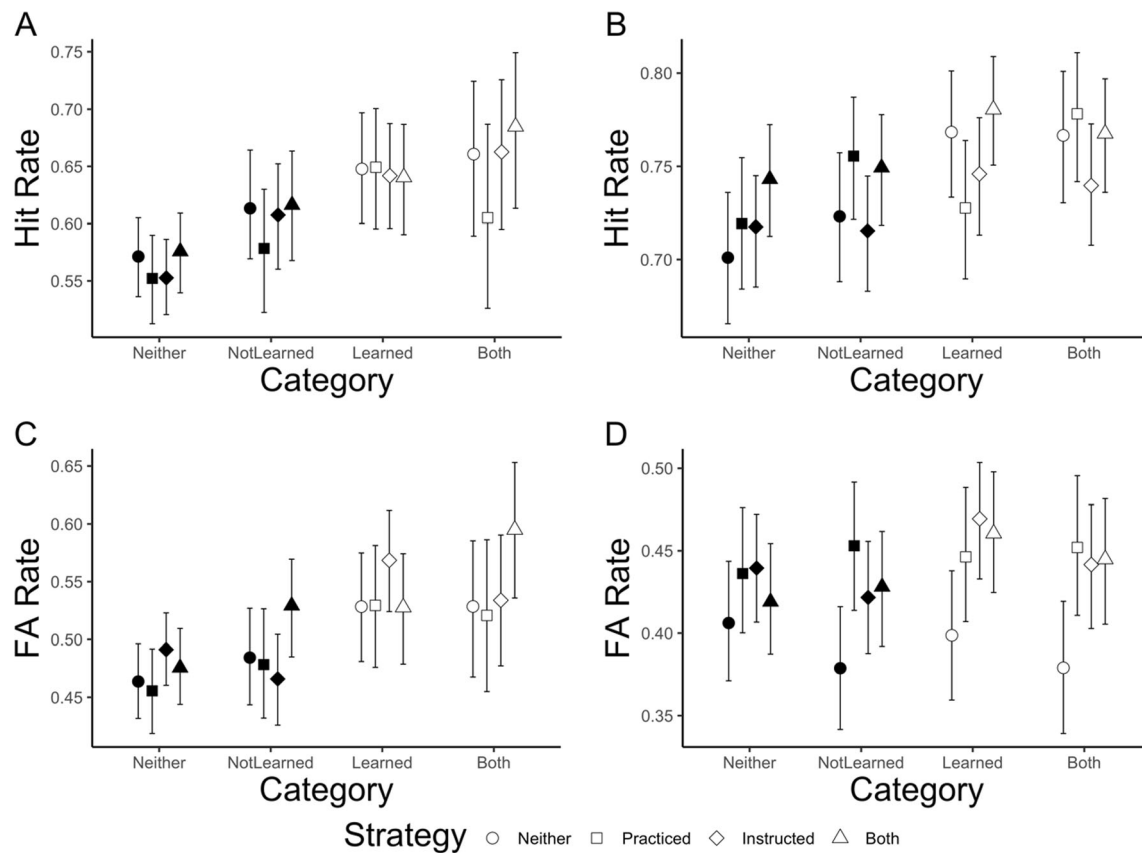 A
0.75
0.70
0.65
0.60
0.55
Hit Rate
Neither NotLearned Learned Both
Category
B
0.80
0.75
0.70
Hit Rate
Neither NotLearned Learned Both
Category
C
0.65
0.60
0.55
0.50
0.45
FA Rate
Neither NotLearned Learned Both
Category
D
0.50
0.45
0.40
0.35
FA Rate
Neither NotLearned Learned Both
Category
Strategy Neither Practiced Instructed Both